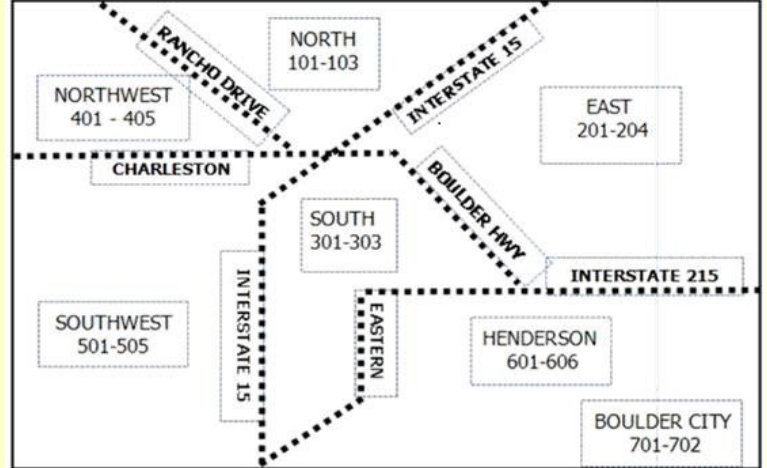 NORTH
101-103
RANCHO DRIVE
INTERSTATE 15
NORTHWEST
401 - 405
EAST
201-204
CHARLESTON
BOULDER HWY
SOUTH
301-303
INTERSTATE 215
INTERSTATE 15
EASTERN
SOUTHWEST
501-505
HENDERSON
601-606
BOULDER CITY
701-702